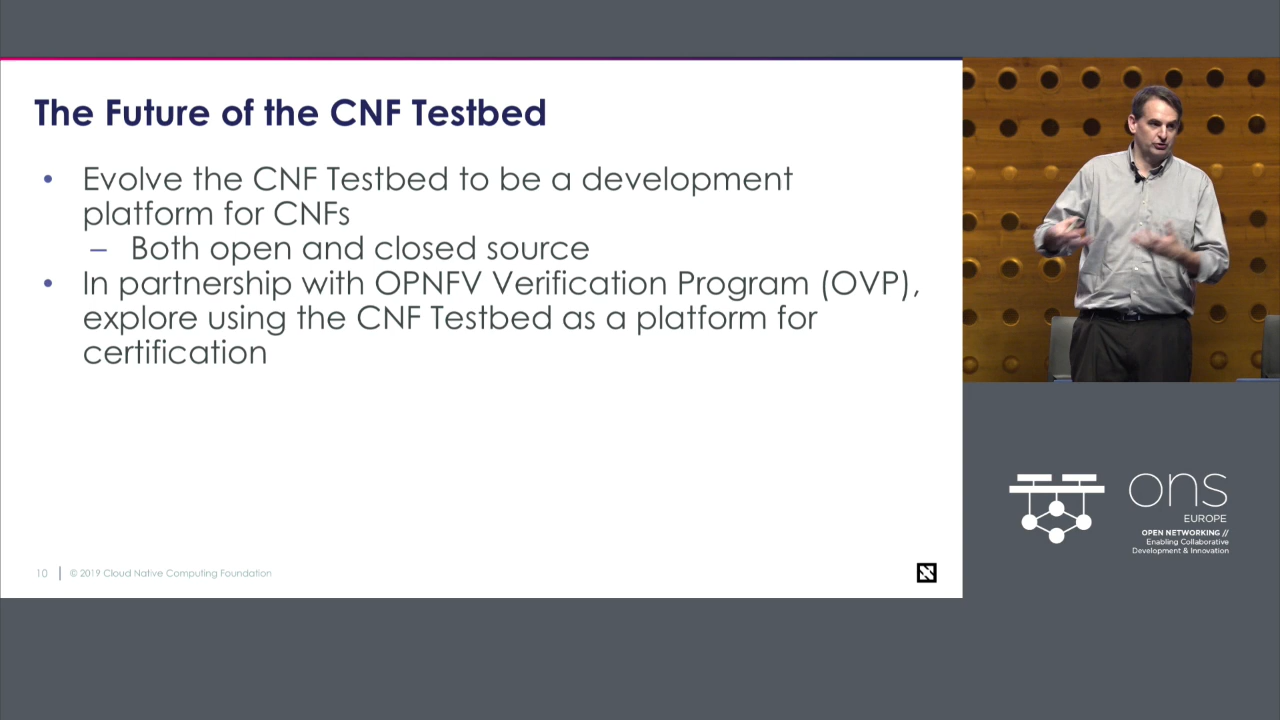 The Future of the CNF Testbed
• Evolve the CNF Testbed to be a development
platform for CNFs
– Both open and closed source
• In partnership with OPNFV Verification Program (OVP),
explore using the CNF Testbed as a platform for
certification
10 | © 2019 Cloud Native Computing Foundation
ons
EUROPE
OPEN NETWORKING //
Enabling Collaborative
Development & Innovation